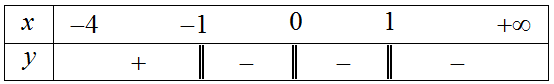 x –4 –1 0 1 +∞
y + – – –